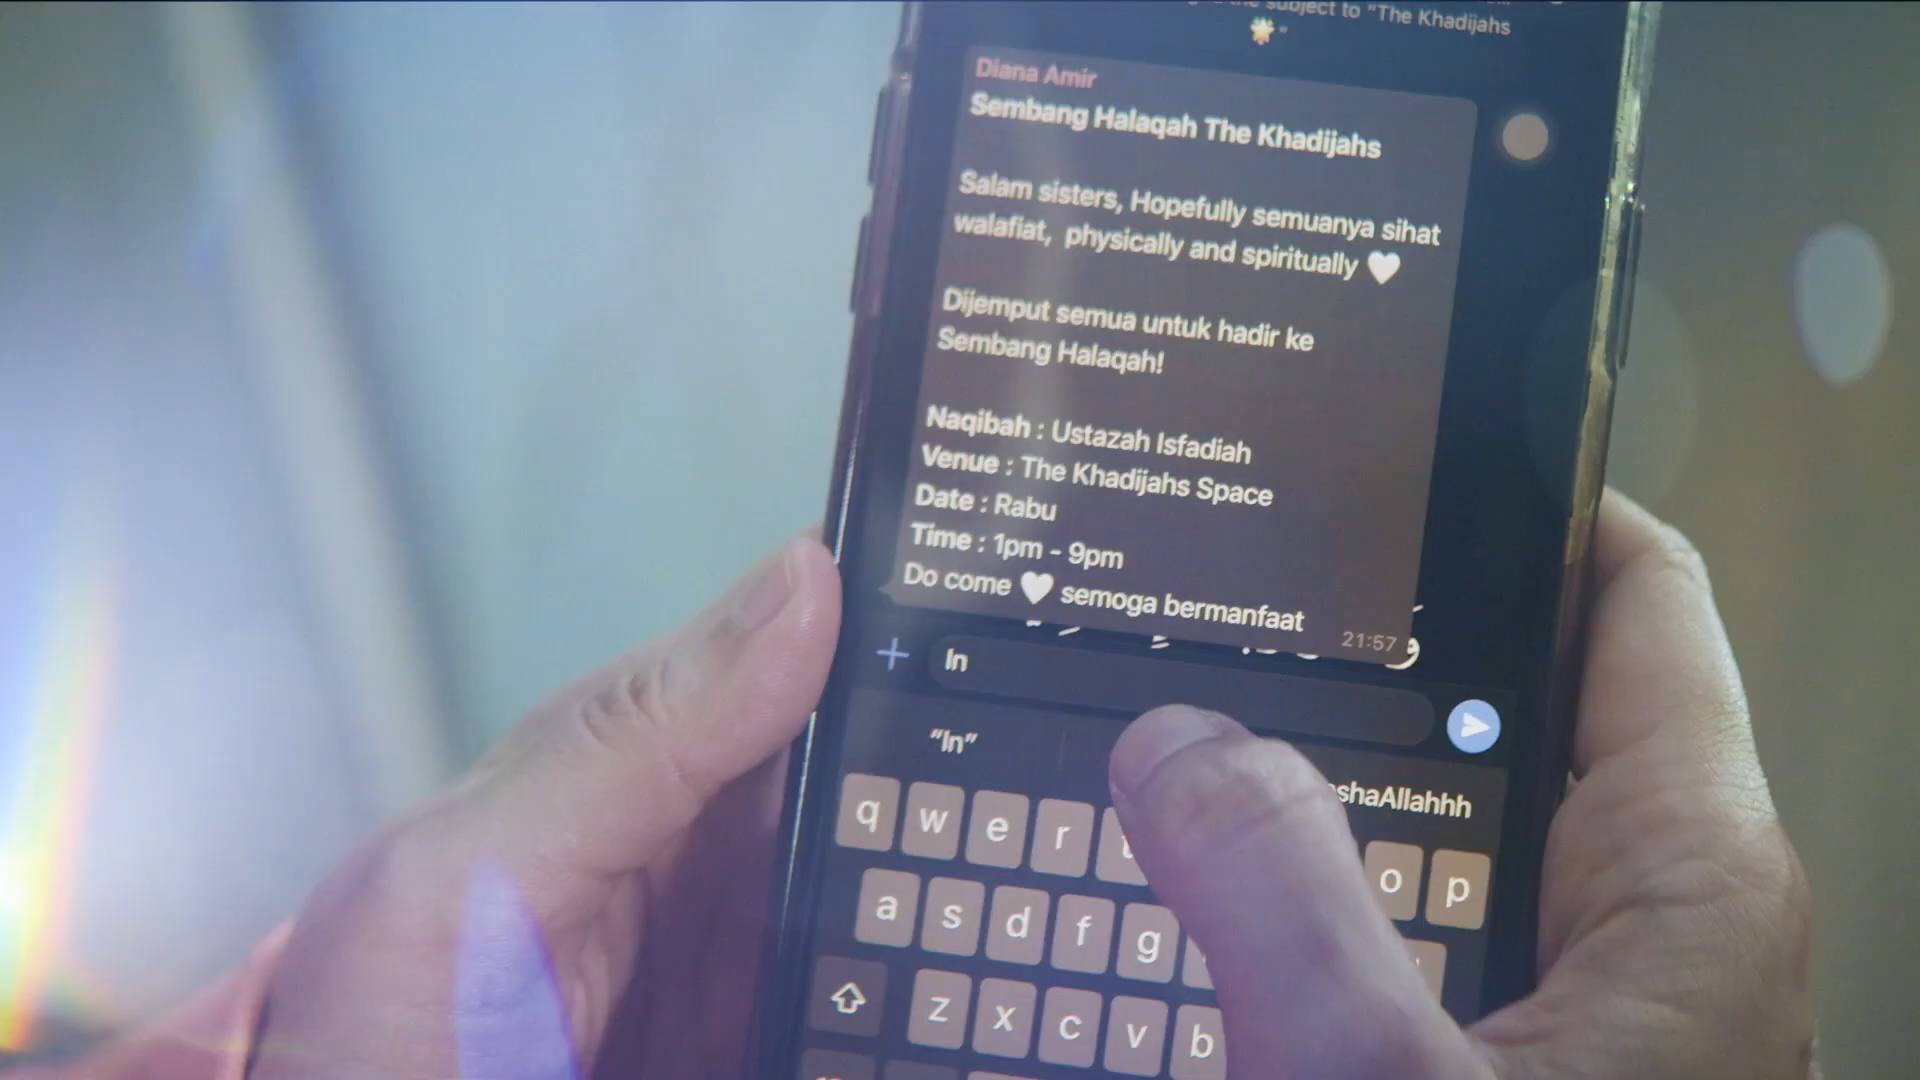 subject to "The Khadijahs
🌟"
Diana Amir
Sembang Halaqah The Khadijahs
Salam sisters, Hopefully semuanya sihat
walafiat, physically and spiritually 🤍
Dijemput semua untuk hadir ke
Sembang Halaqah!
Naqibah : Ustazah Isfadiah
Venue : The Khadijahs Space
Date : Rabu
Time : 1pm - 9pm
Do come 🤍 semoga bermanfaat
21:57
In
"In"
shaAllahhh
q w e r t o p
a s d f g
z x c v b